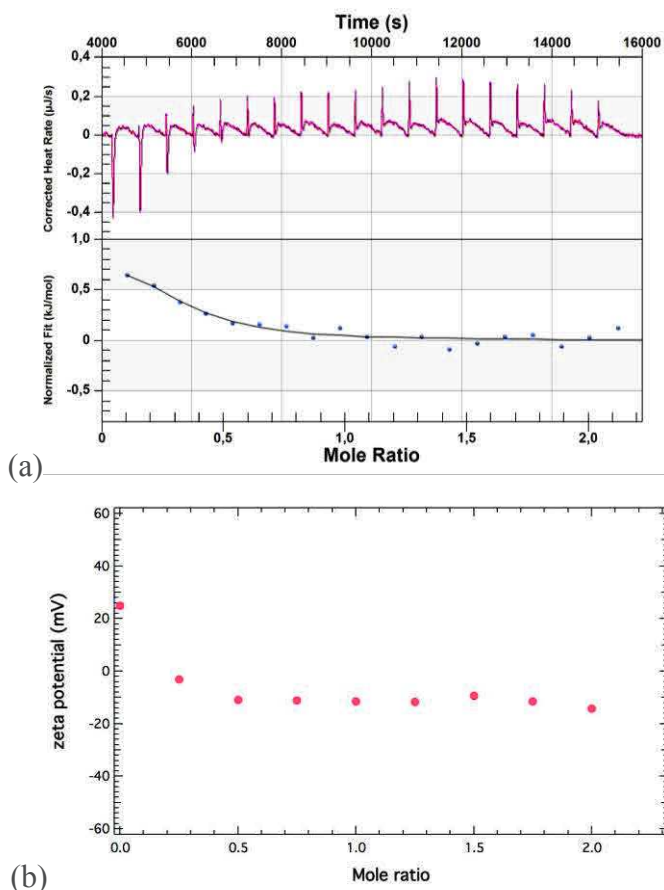 Time (s)
4000 6000 8000 10000 12000 14000 16000
Corrected Heat Rate (µJ/s)
0,4
0,2
0
-0,2
-0,4
Normalized Fit (kJ/mol)
1,0
0,5
0
-0,5
0 0,5 1,0 1,5 2,0
Mole Ratio
(a)
zeta potential (mV)
60
40
20
0
-20
-40
-60
0.0 0.5 1.0 1.5 2.0
Mole ratio
(b)